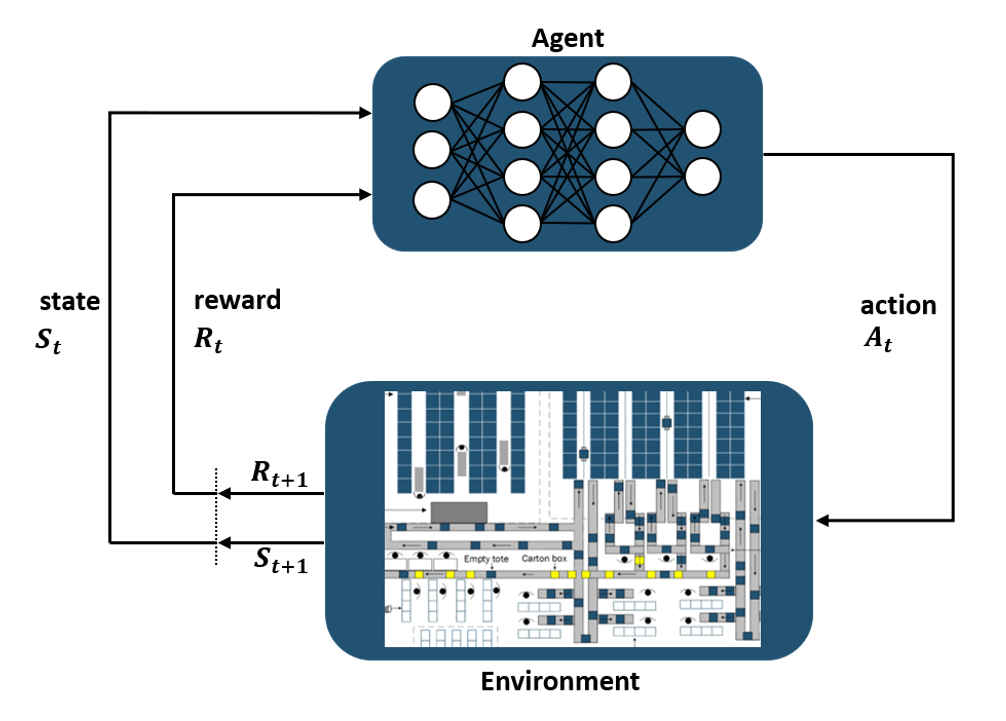 Agent
state
S_t
reward
R_t
action
A_t
R_{t+1}
S_{t+1}
Empty tote
Carton box
Environment